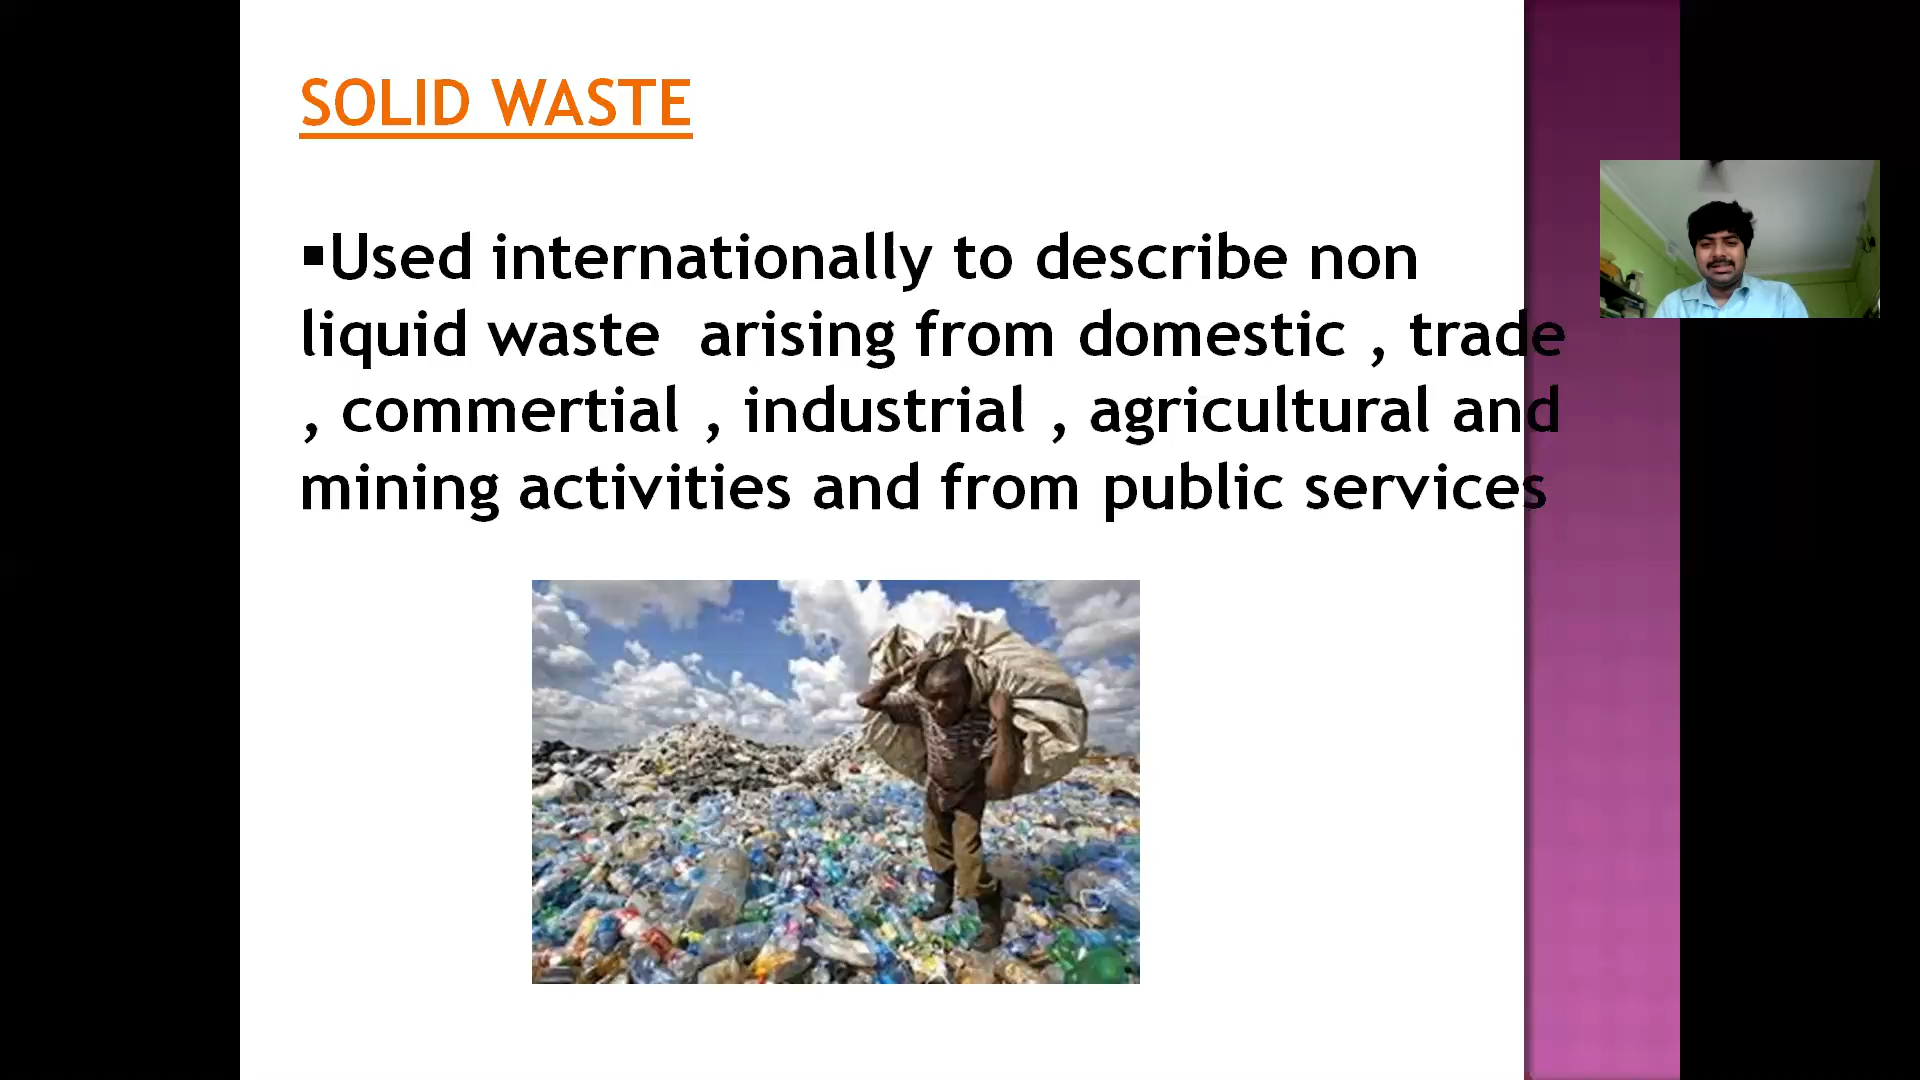 SOLID WASTE
▪Used internationally to describe non
liquid waste  arising from domestic , trade
, commertial , industrial , agricultural and
mining activities and from public services